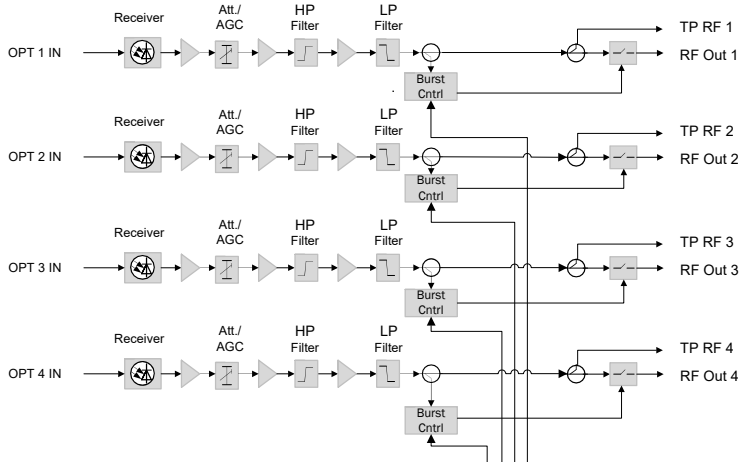 Receiver
Att./
AGC
HP
Filter
LP
Filter
TP RF 1
OPT 1 IN
RF Out 1
Burst
Cntrl
Receiver
Att./
AGC
HP
Filter
LP
Filter
TP RF 2
OPT 2 IN
RF Out 2
Burst
Cntrl
Receiver
Att./
AGC
HP
Filter
LP
Filter
TP RF 3
OPT 3 IN
RF Out 3
Burst
Cntrl
Receiver
Att./
AGC
HP
Filter
LP
Filter
TP RF 4
OPT 4 IN
RF Out 4
Burst
Cntrl